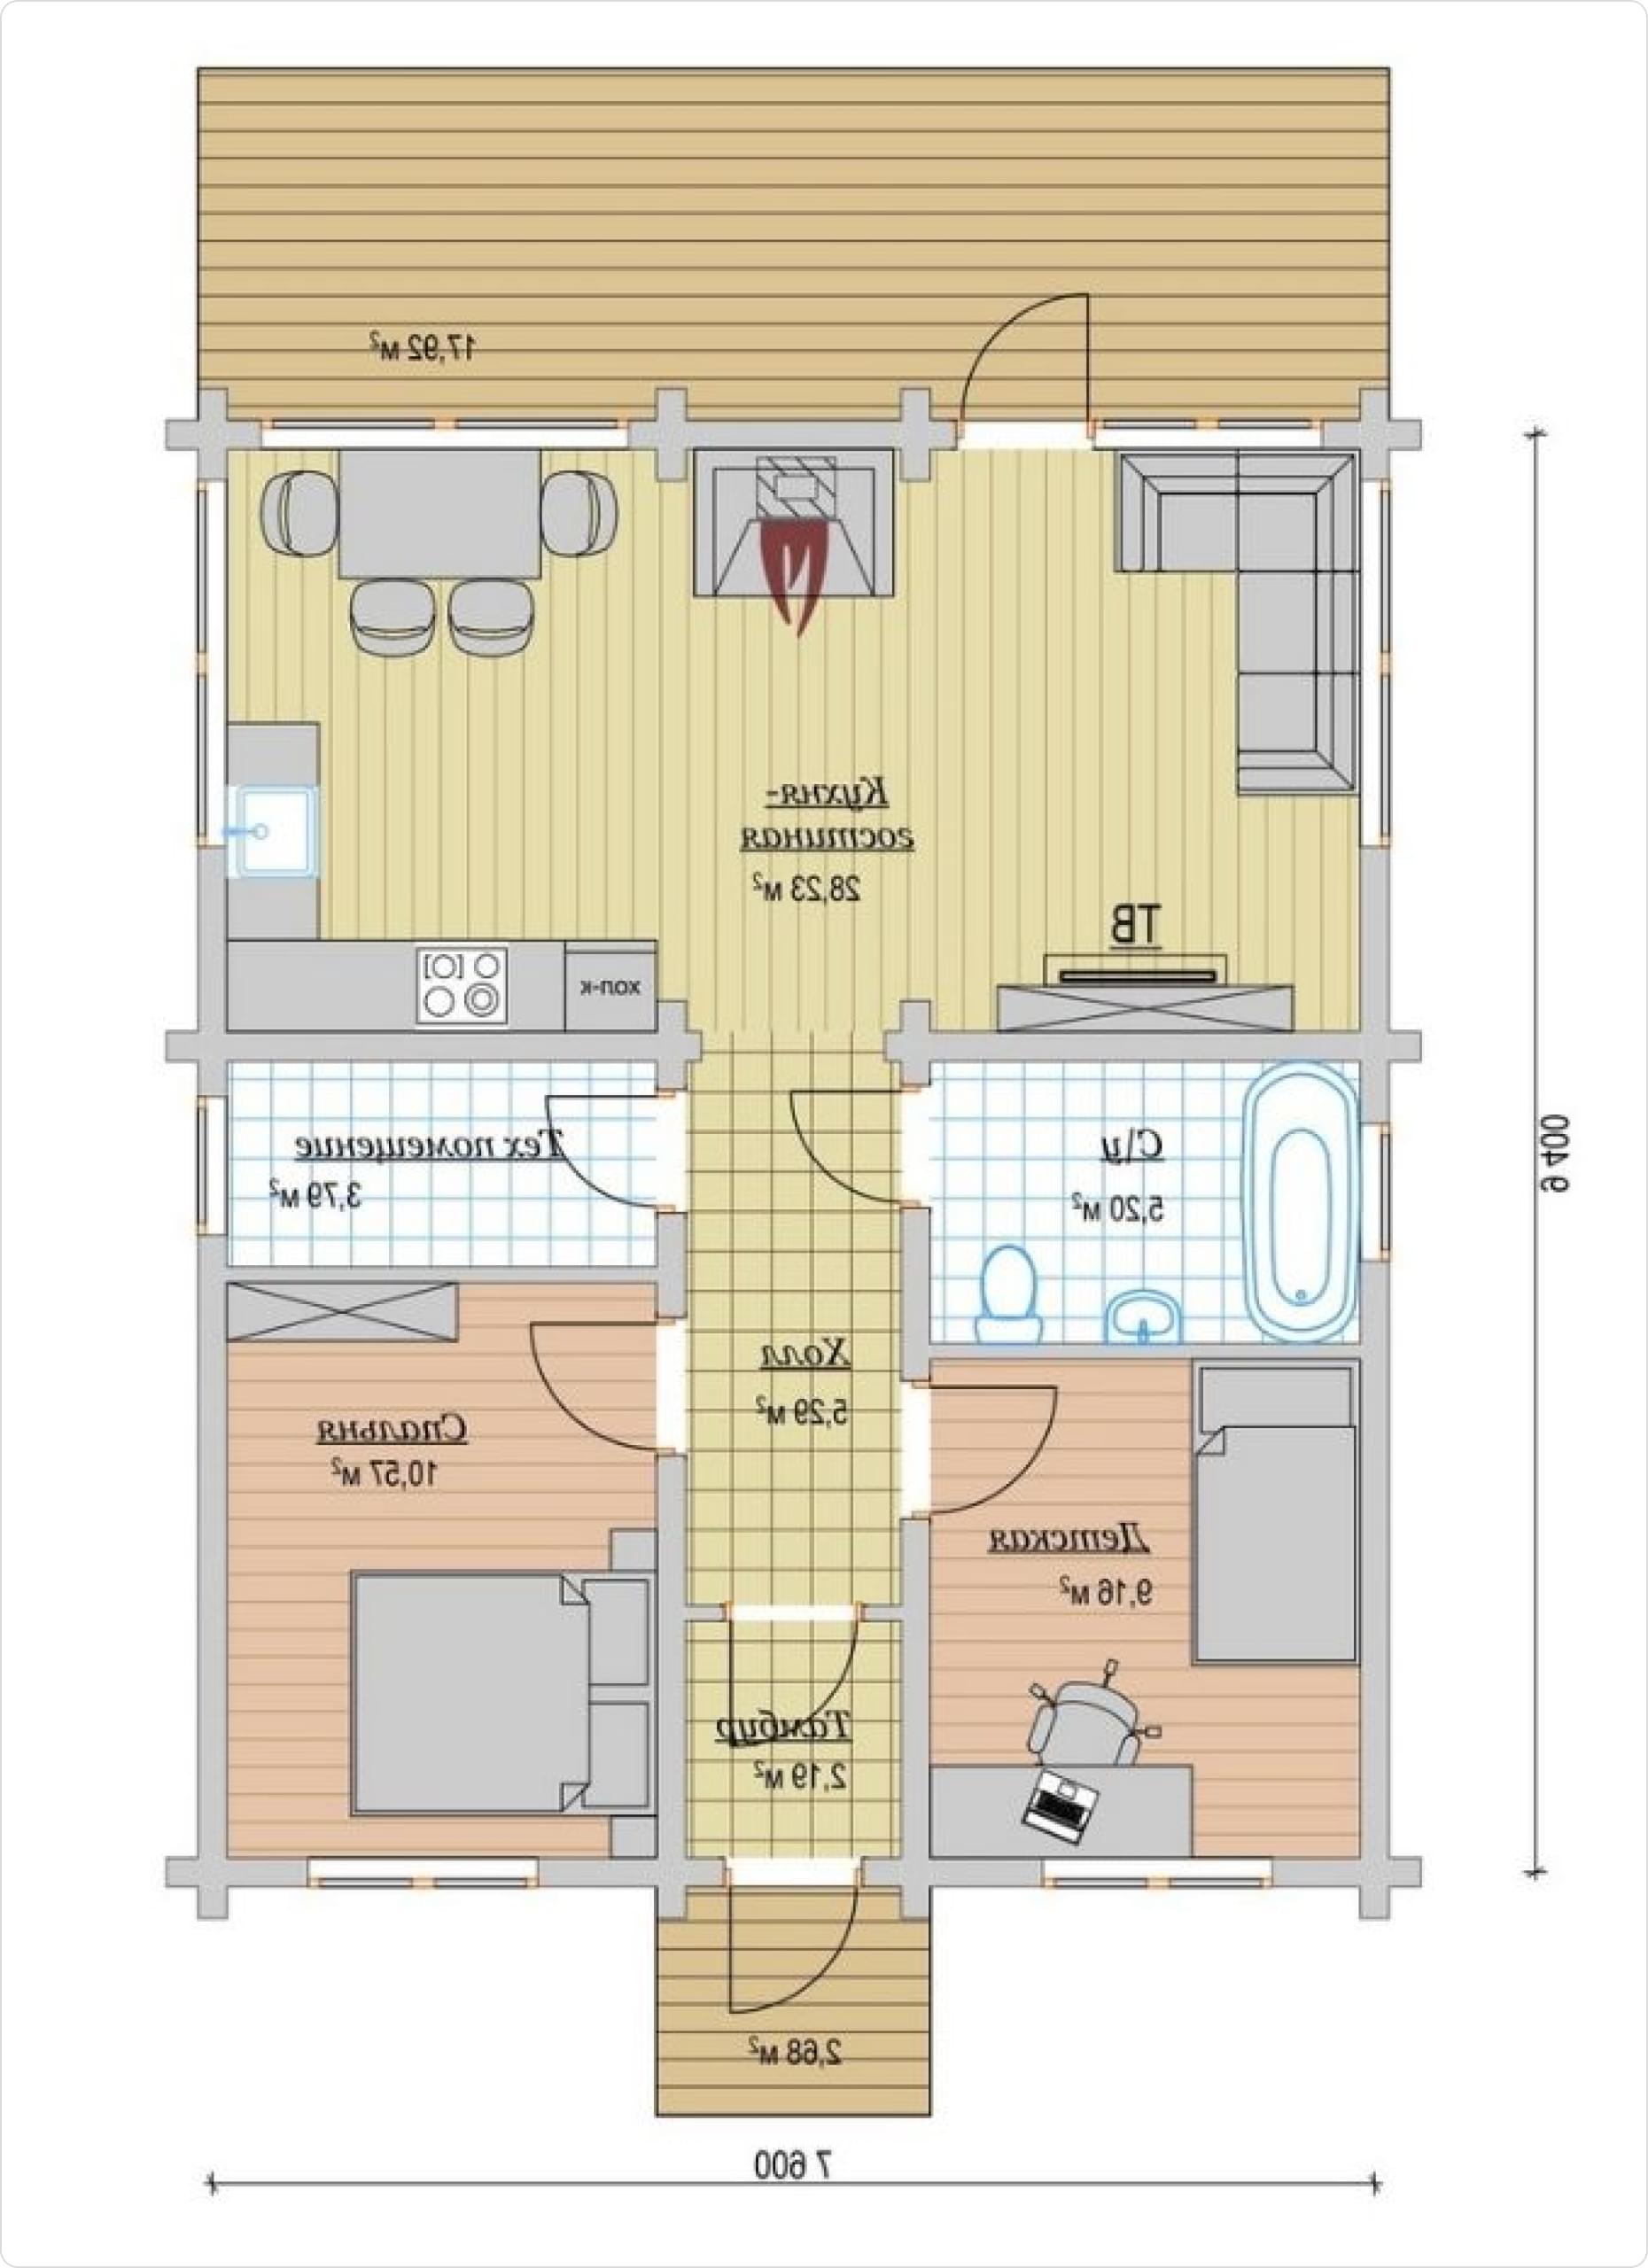 17,92 м²
Кухня-
гостиная
28,23 м²
ТВ
хол-к
Тех помещение
3,79 м²
С\у
5,20 м²
9 400
Холл
5,29 м²
Спальня
10,57 м²
Детская
9,16 м²
Тамбур
2,19 м²
2,68 м²
7 600